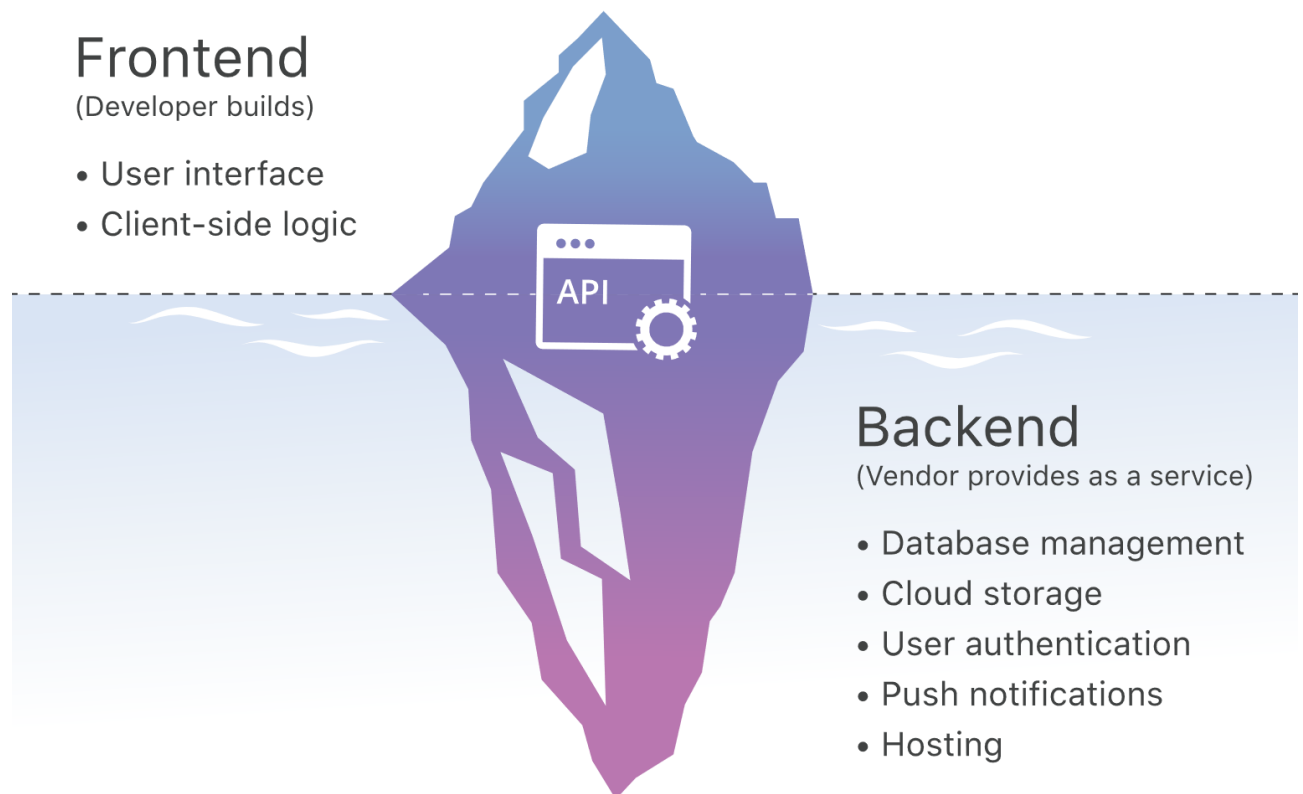 Frontend
(Developer builds)
• User interface
• Client-side logic
API
Backend
(Vendor provides as a service)
• Database management
• Cloud storage
• User authentication
• Push notifications
• Hosting